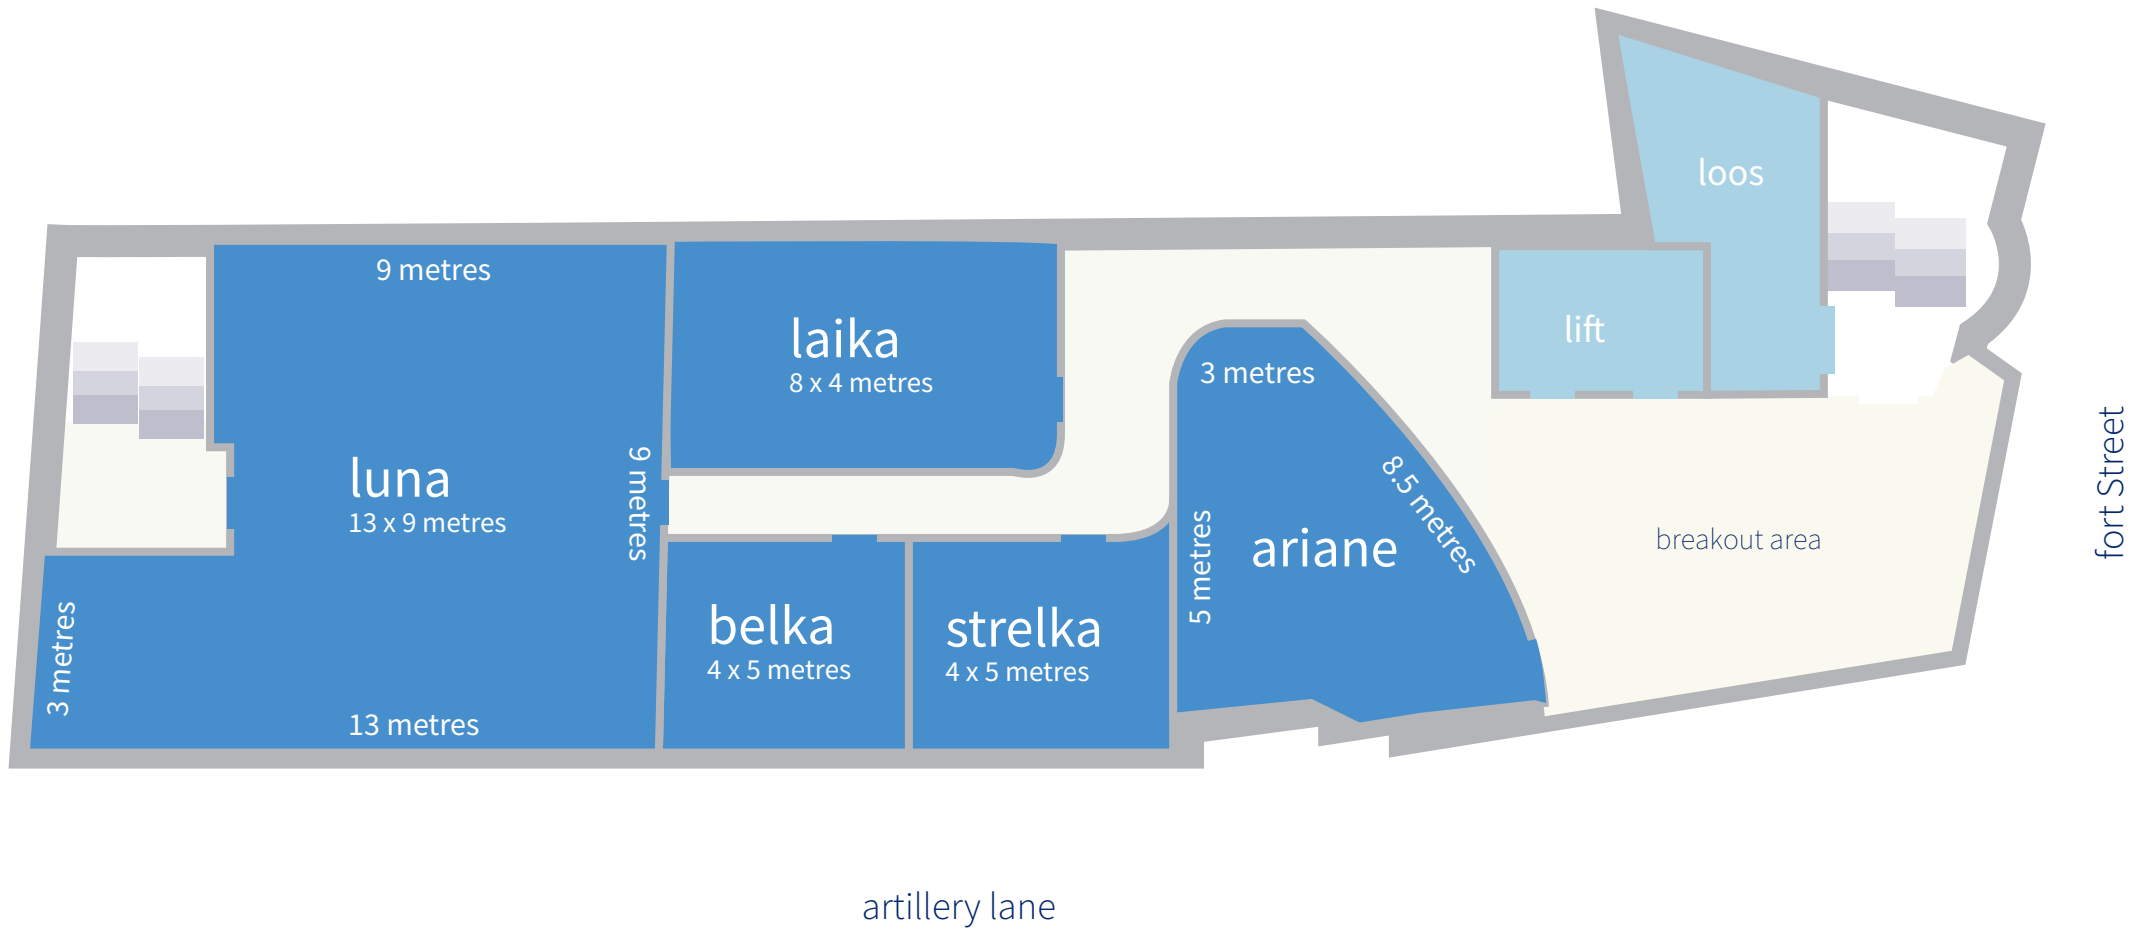 loos
9 metres
laika
8 x 4 metres
lift
3 metres
luna
13 x 9 metres
9 metres
8.5 metres
ariane
5 metres
breakout area
fort Street
belka
4 x 5 metres
strelka
4 x 5 metres
3 metres
13 metres
artillery lane